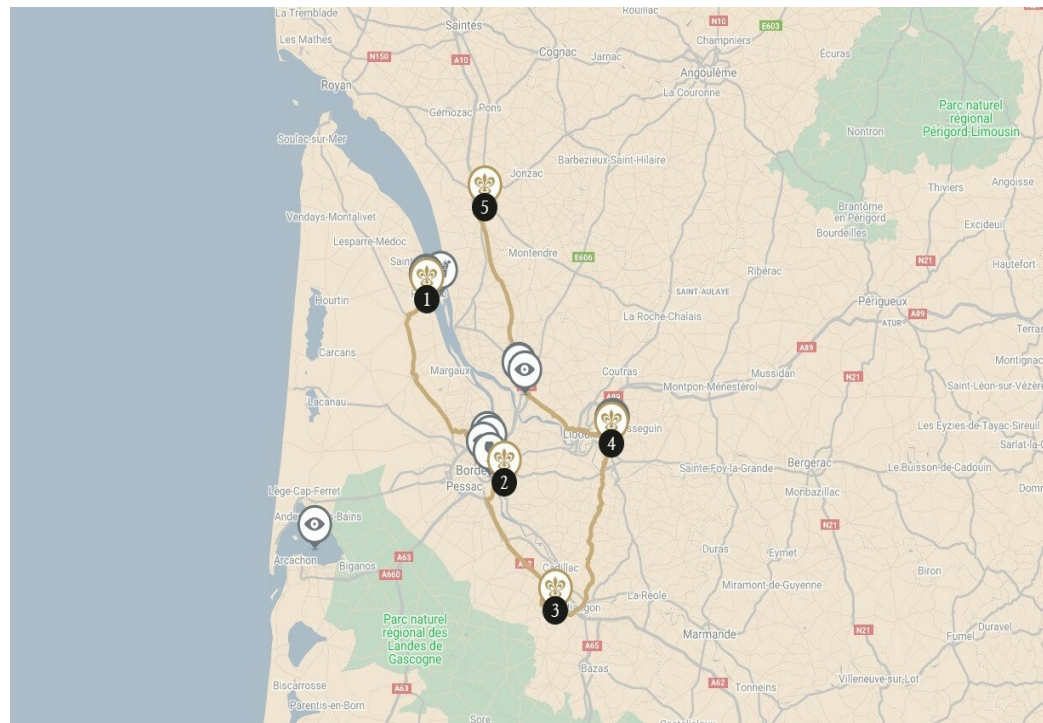 La Tremblade
Saintes
Rouillac
N10
E603
Les Mathes
N150
A10
Cognac
Jarnac
Champniers
Écuras
Angoulême
La Couronne
Royan
Gémozac
Pons
Parc naturel
régional
Périgord-Limousin
Soulac-sur-Mer
Nontron
Barbezieux-Saint-Hilaire
Jonzac
Thiviers
Angoisse
5
Brantôme
en Périgord
Bourdeilles
Vendays-Montalivet
Excideuil
Lesparre-Médoc
Montendre
E606
N21
Hautefort
Ribérac
1
Hourtin
SAINT-AULAYE
Périgueux
La Roche-Chalais
A89
ATUR
Terras
Carcans
A89
Montignac
Margaux
Coutras
Mussidan
N21
Montpon-Ménestérol
Saint-Léon-sur-Vézère
Lacanau
A89
Les Eyzies-de-Tayac-Sireuil
4
Sarlat-la-C
Sainte-Foy-la-Grande
Bergerac
Le Buisson-de-Cadouin
2
Pessac
Monbazillac
Lège-Cap-Ferret
N21
Arcachon
Biganos
A63
A660
Duras
Eymet
Biron
Cadillac
Miramont-de-Guyenne
La Réole
3
Parc naturel
régional des
Landes de
Gascogne
Marmande
N21
Duravel
Fumel
A65
Bazas
Biscarrosse
A63
A62
Tonneins
Villeneuve-sur-Lot
Parentis-en-Born
Sore